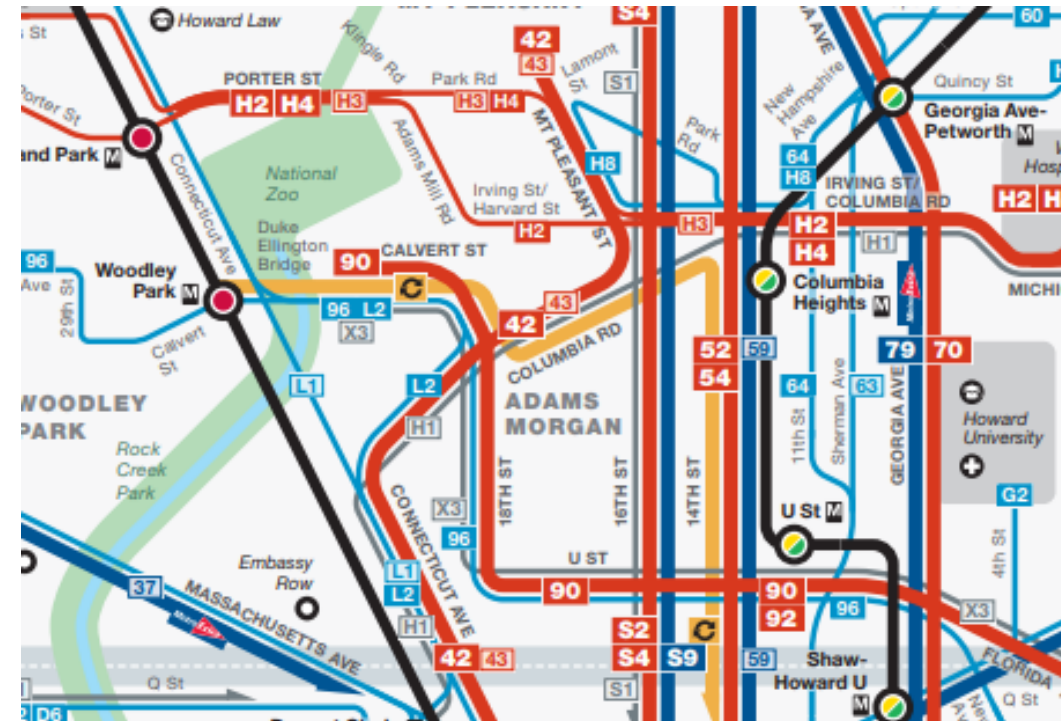 MT PLEASANT
S4
60
Howard Law
s St
Klingle Rd
42
43
Lamont
St
S1
PORTER ST
H2 H4
H3
Park Rd
H3 H4
New
Hampshire
Ave
Quincy St
Porter St
Georgia Ave-
Petworth M
and Park M
Connecticut Ave
National
Zoo
Adams Mill Rd
MT PLEASANT ST
H8
Park
Rd
64
H8
Hosp
Irving St/
Harvard St
H2
H3
IRVING ST/
COLUMBIA RD
H2 H
H2
H4
H1
Duke
Ellington
Bridge
CALVERT ST
90
96
Ave
29th St
Woodley
Park M
Columbia
Heights M
MetroExtra
MICHI
96 L2
X3
43
42
COLUMBIA RD
Calvert
St
52
54
59
79 70
L1
L2
64
63
WOODLEY
PARK
ADAMS
MORGAN
H1
11th St
Sherman Ave
GEORGIA AVE
Howard
University
Rock
Creek
Park
18TH ST
16TH ST
14TH ST
X3
96
CONNECTICUT AVE
U St M
G2
4th St
Embassy
Row
U ST
37
MetroExtra
MASSACHUSETTS AVE
L1
L2
H1
90
90
92
96
X3
S2
S4 S9
42 43
59
Shaw-
Howard U
M
FLORIDA
Q St
S1
Q St
D6